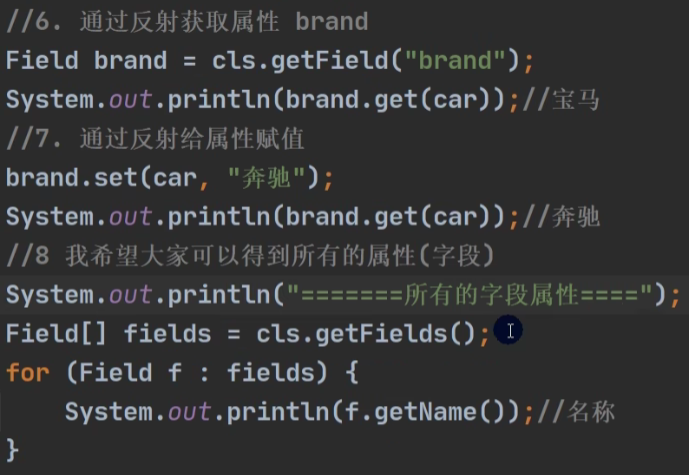 //6. 通过反射获取属性 brand
Field brand = cls.getField("brand");
System.out.println(brand.get(car));//宝马
//7. 通过反射给属性赋值
brand.set(car, "奔驰");
System.out.println(brand.get(car));//奔驰
//8 我希望大家可以得到所有的属性(字段)
System.out.println("=======所有的字段属性====");
Field[] fields = cls.getFields();
for (Field f : fields) {
    System.out.println(f.getName());//名称
}